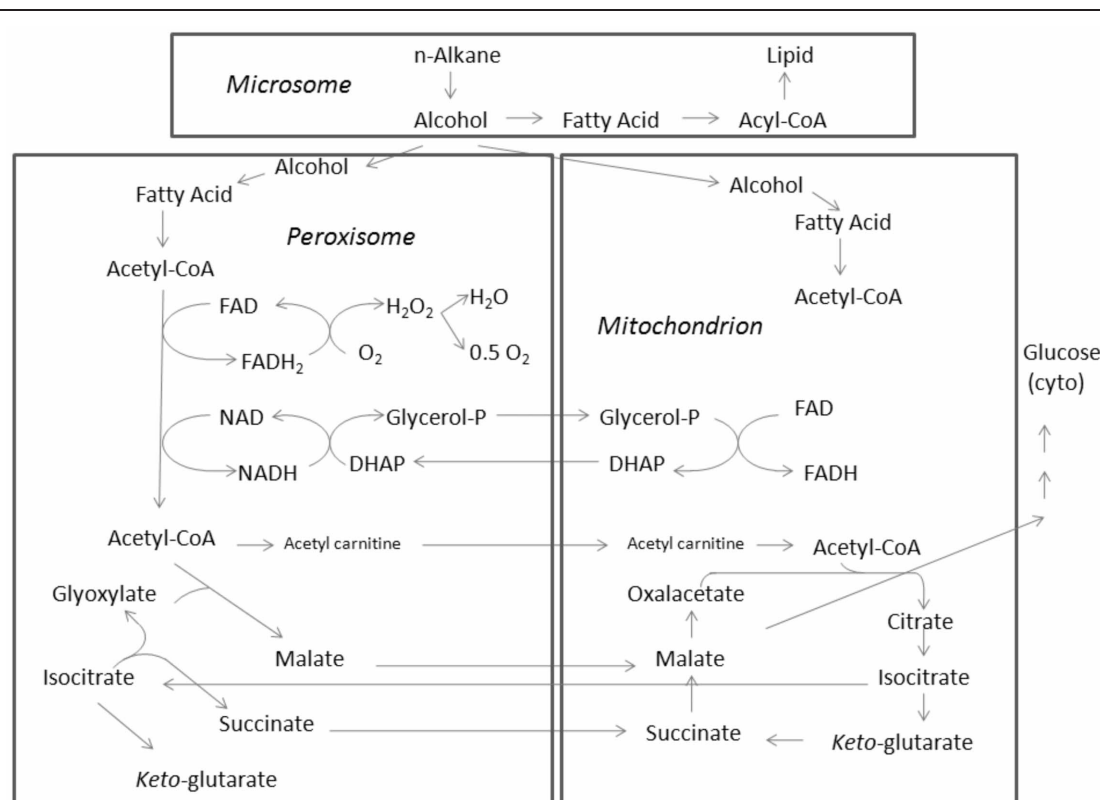 n-Alkane
Lipid
Microsome
Alcohol
Fatty Acid
Acyl-CoA
Alcohol
Fatty Acid
Peroxisome
Acetyl-CoA
FAD
H2O2
H2O
FADH2
O2
0.5 O2
NAD
Glycerol-P
NADH
DHAP
Acetyl-CoA
Acetyl carnitine
Glyoxylate
Malate
Isocitrate
Succinate
Keto-glutarate
Alcohol
Fatty Acid
Acetyl-CoA
Mitochondrion
Glycerol-P
FAD
DHAP
FADH
Acetyl carnitine
Acetyl-CoA
Oxalacetate
Citrate
Malate
Isocitrate
Succinate
Keto-glutarate
Glucose
(cyto)